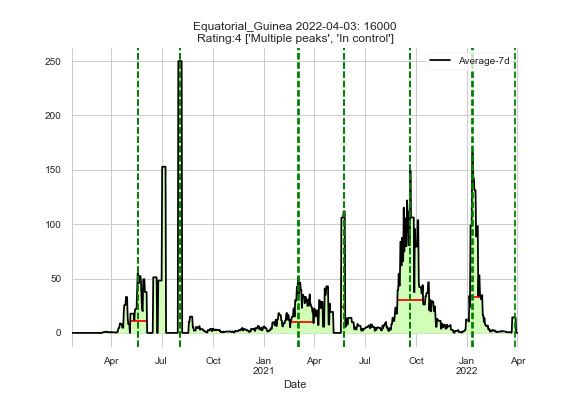 Equatorial_Guinea 2022-04-03: 16000
Rating:4 ['Multiple peaks', 'In control']
Average-7d
250
200
150
100
50
0
Apr Jul Oct Jan Apr Jul Oct Jan Apr
2021 2022
Date